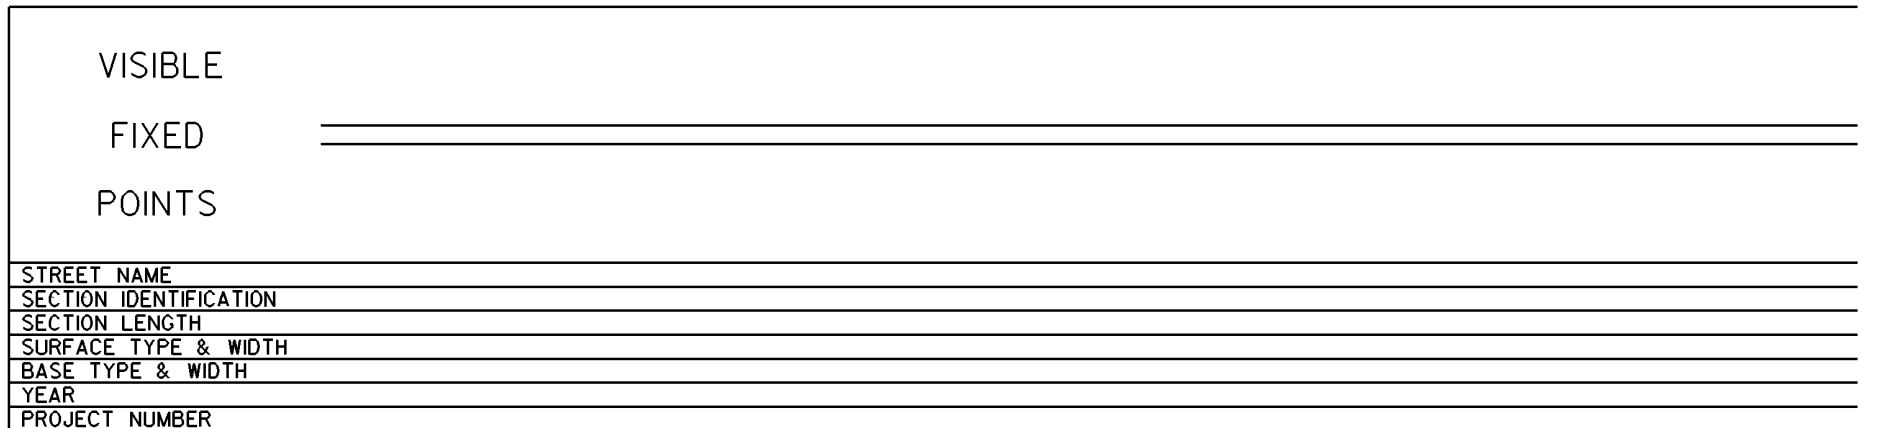 VISIBLE
FIXED
POINTS
STREET NAME
SECTION IDENTIFICATION
SECTION LENGTH
SURFACE TYPE & WIDTH
BASE TYPE & WIDTH
YEAR
PROJECT NUMBER